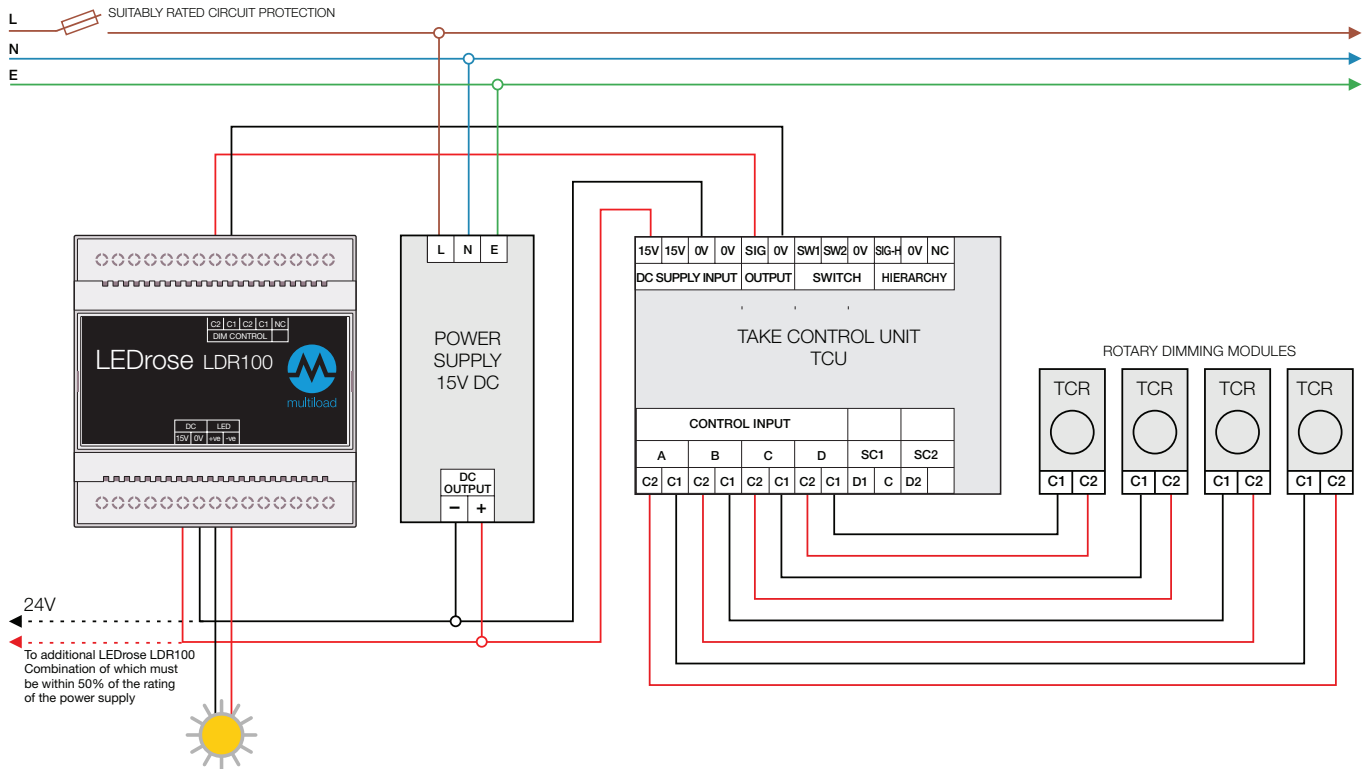 L
SUITABLY RATED CIRCUIT PROTECTION
N
E
C2 C1 C2 C1 NC
DIM CONTROL
LEDrose LDR100
multiload
DC LED
15V 0V +ve -ve
L N E
POWER
SUPPLY
15V DC
DC
OUTPUT
− +
15V 15V 0V 0V SIG 0V SW1 SW2 0V SIG-H 0V NC
DC SUPPLY INPUT OUTPUT SWITCH HIERARCHY
TAKE CONTROL UNIT
TCU
CONTROL INPUT
A B C D SC1 SC2
C2 C1 C2 C1 C2 C1 C2 C1 D1 C D2
ROTARY DIMMING MODULES
TCR TCR TCR TCR
C1 C2 C1 C2 C1 C2 C1 C2
24V
To additional LEDrose LDR100
Combination of which must
be within 50% of the rating
of the power supply